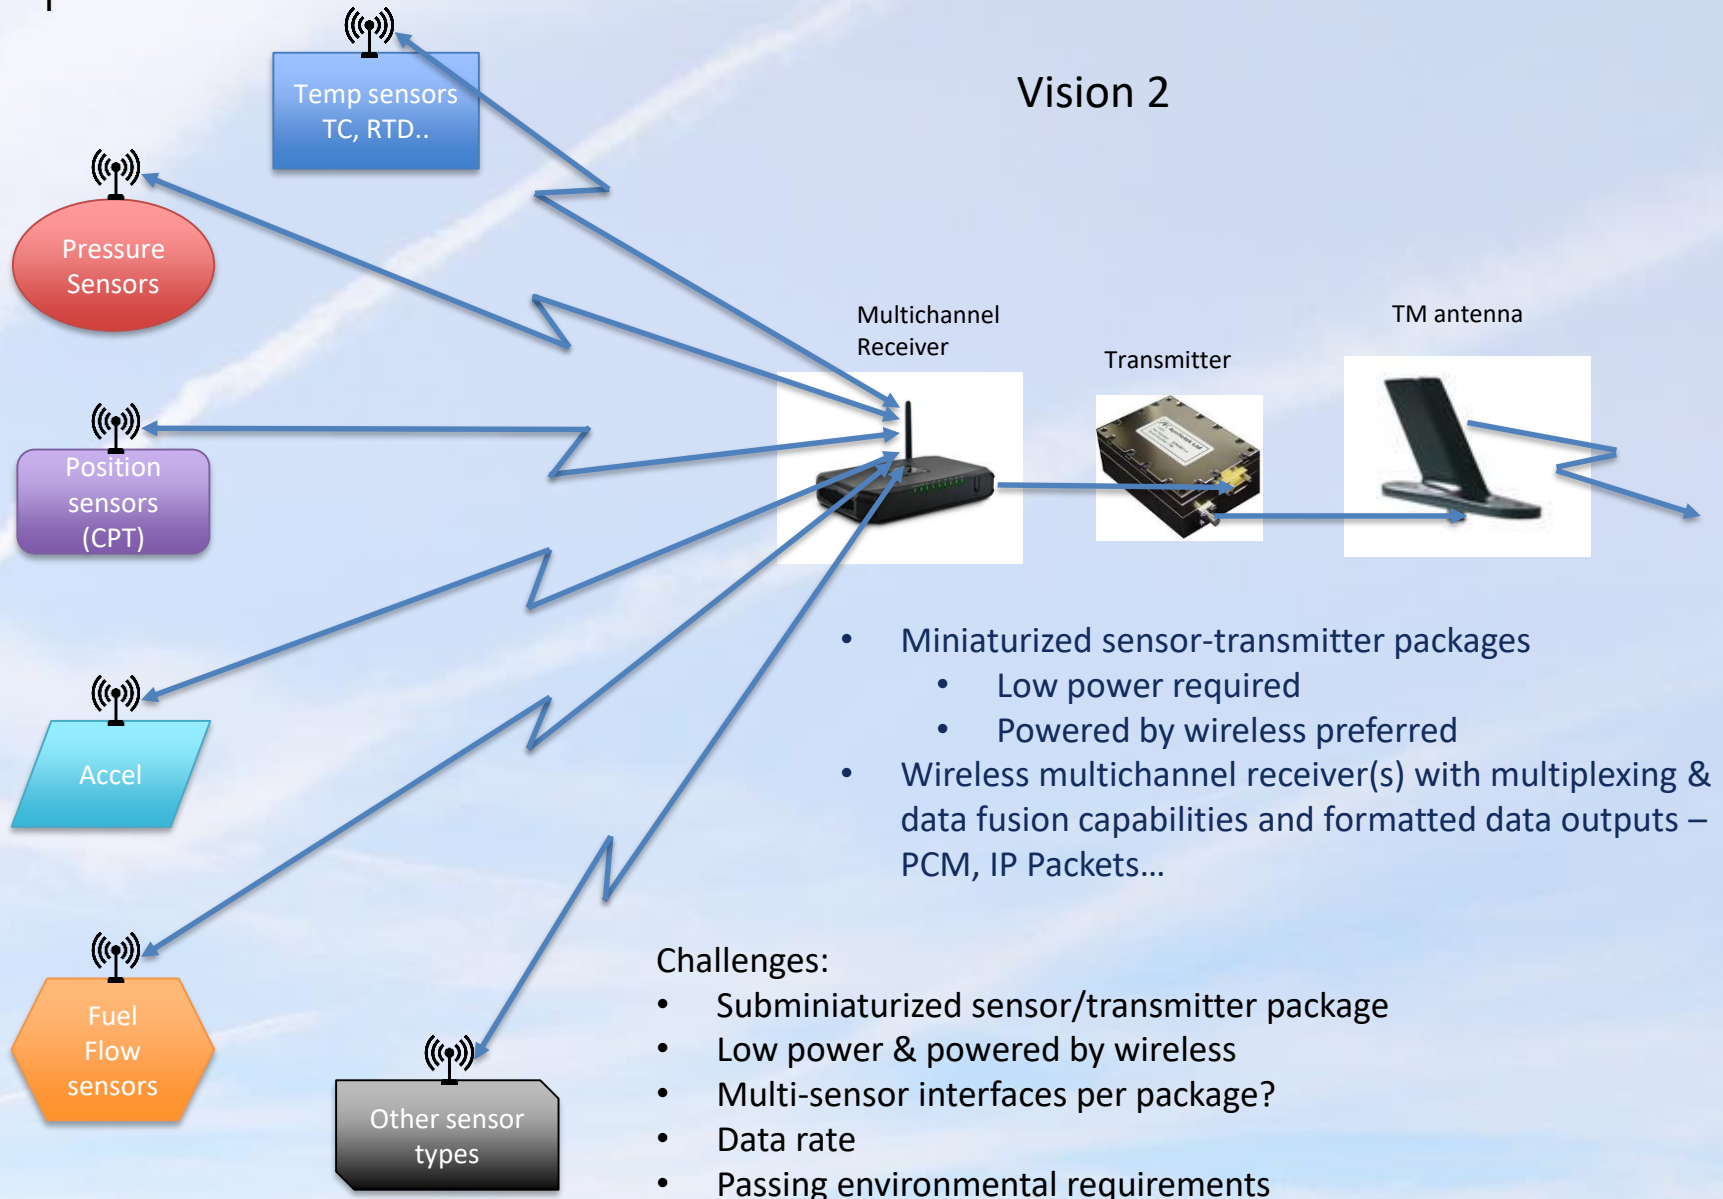 Vision 2
Temp sensors
TC, RTD..
Pressure
Sensors
Position
sensors
(CPT)
Accel
Fuel
Flow
sensors
Other sensor
types
Multichannel
Receiver
Transmitter
TM antenna
• Miniaturized sensor-transmitter packages
• Low power required
• Powered by wireless preferred
• Wireless multichannel receiver(s) with multiplexing &
data fusion capabilities and formatted data outputs –
PCM, IP Packets…
Challenges:
• Subminiaturized sensor/transmitter package
• Low power & powered by wireless
• Multi-sensor interfaces per package?
• Data rate
• Passing environmental requirements